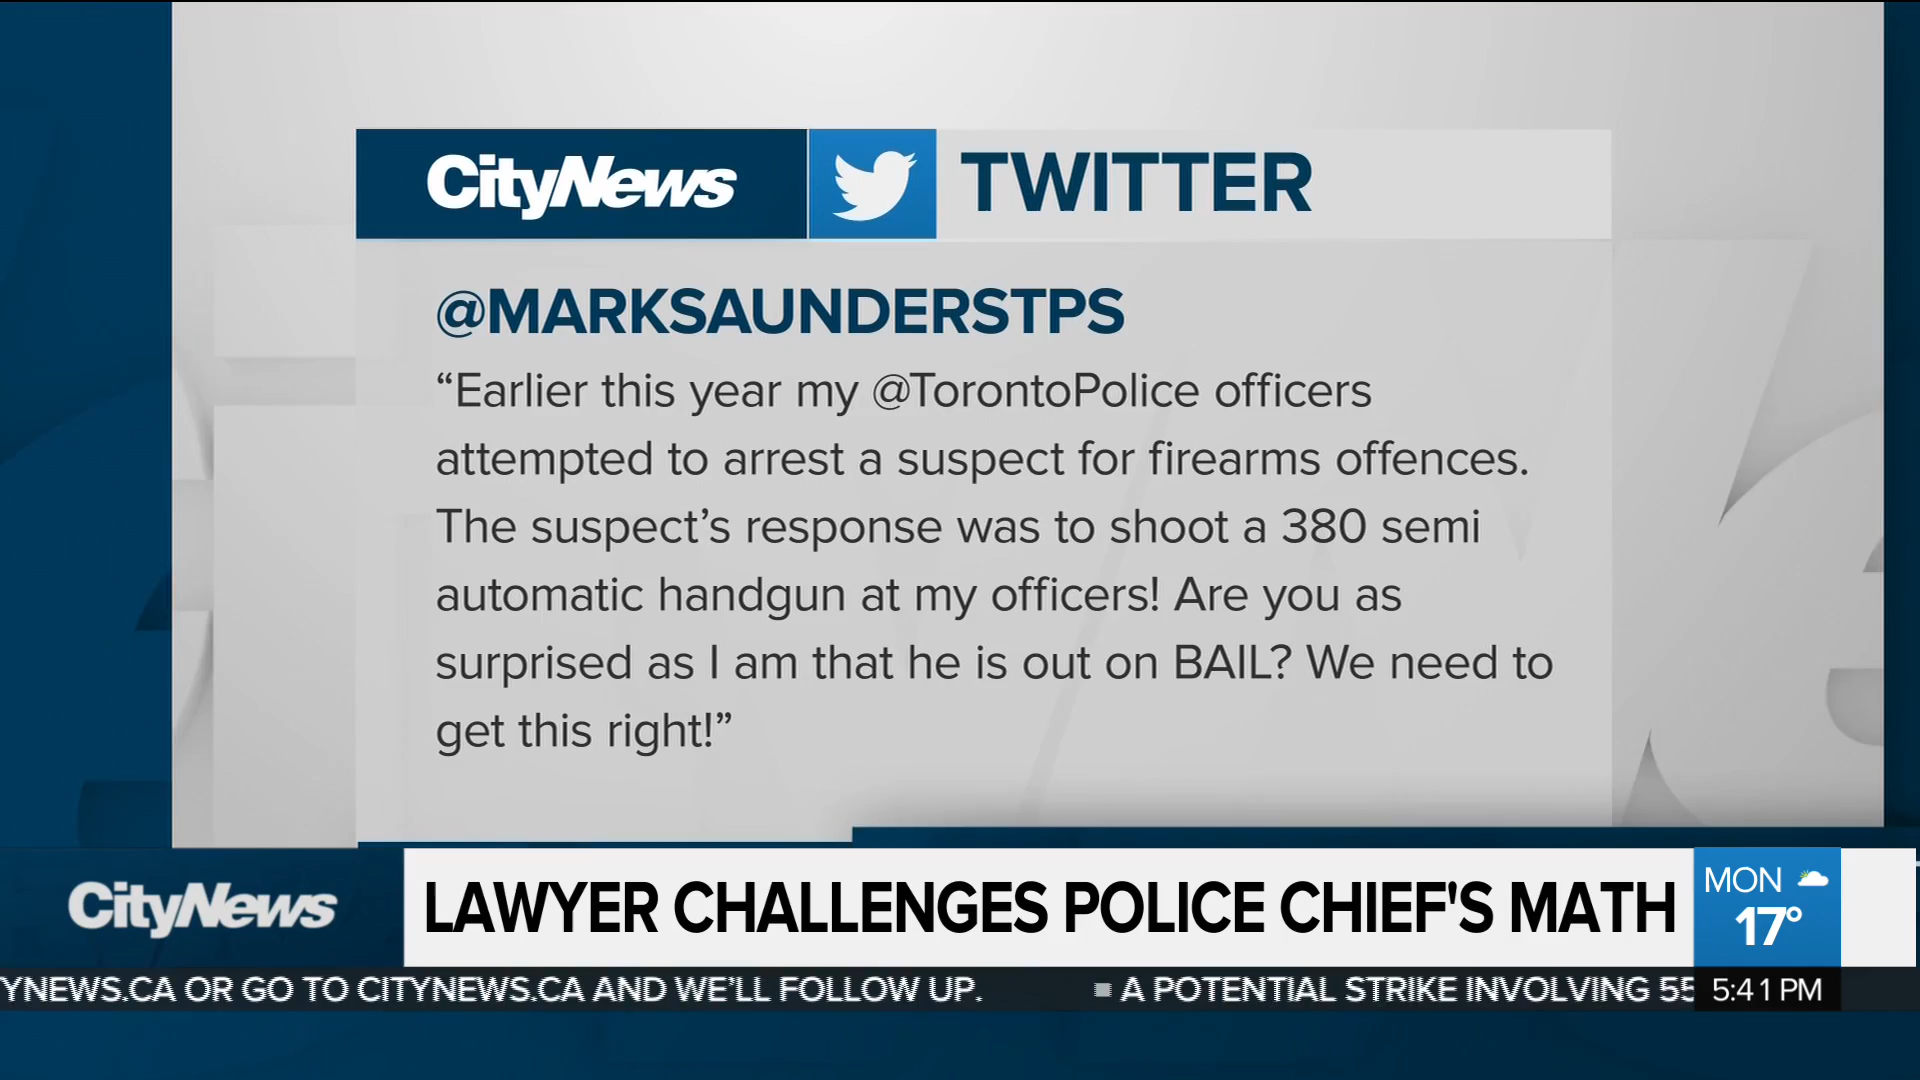 CityNews TWITTER
@MARKSAUNDERSTPS
“Earlier this year my @TorontoPolice officers
attempted to arrest a suspect for firearms offences.
The suspect’s response was to shoot a 380 semi
automatic handgun at my officers! Are you as
surprised as I am that he is out on BAIL? We need to
get this right!”
CityNews
LAWYER CHALLENGES POLICE CHIEF'S MATH
MON
17°
YNEWS.CA OR GO TO CITYNEWS.CA AND WE’LL FOLLOW UP. A POTENTIAL STRIKE INVOLVING 55
5:41 PM